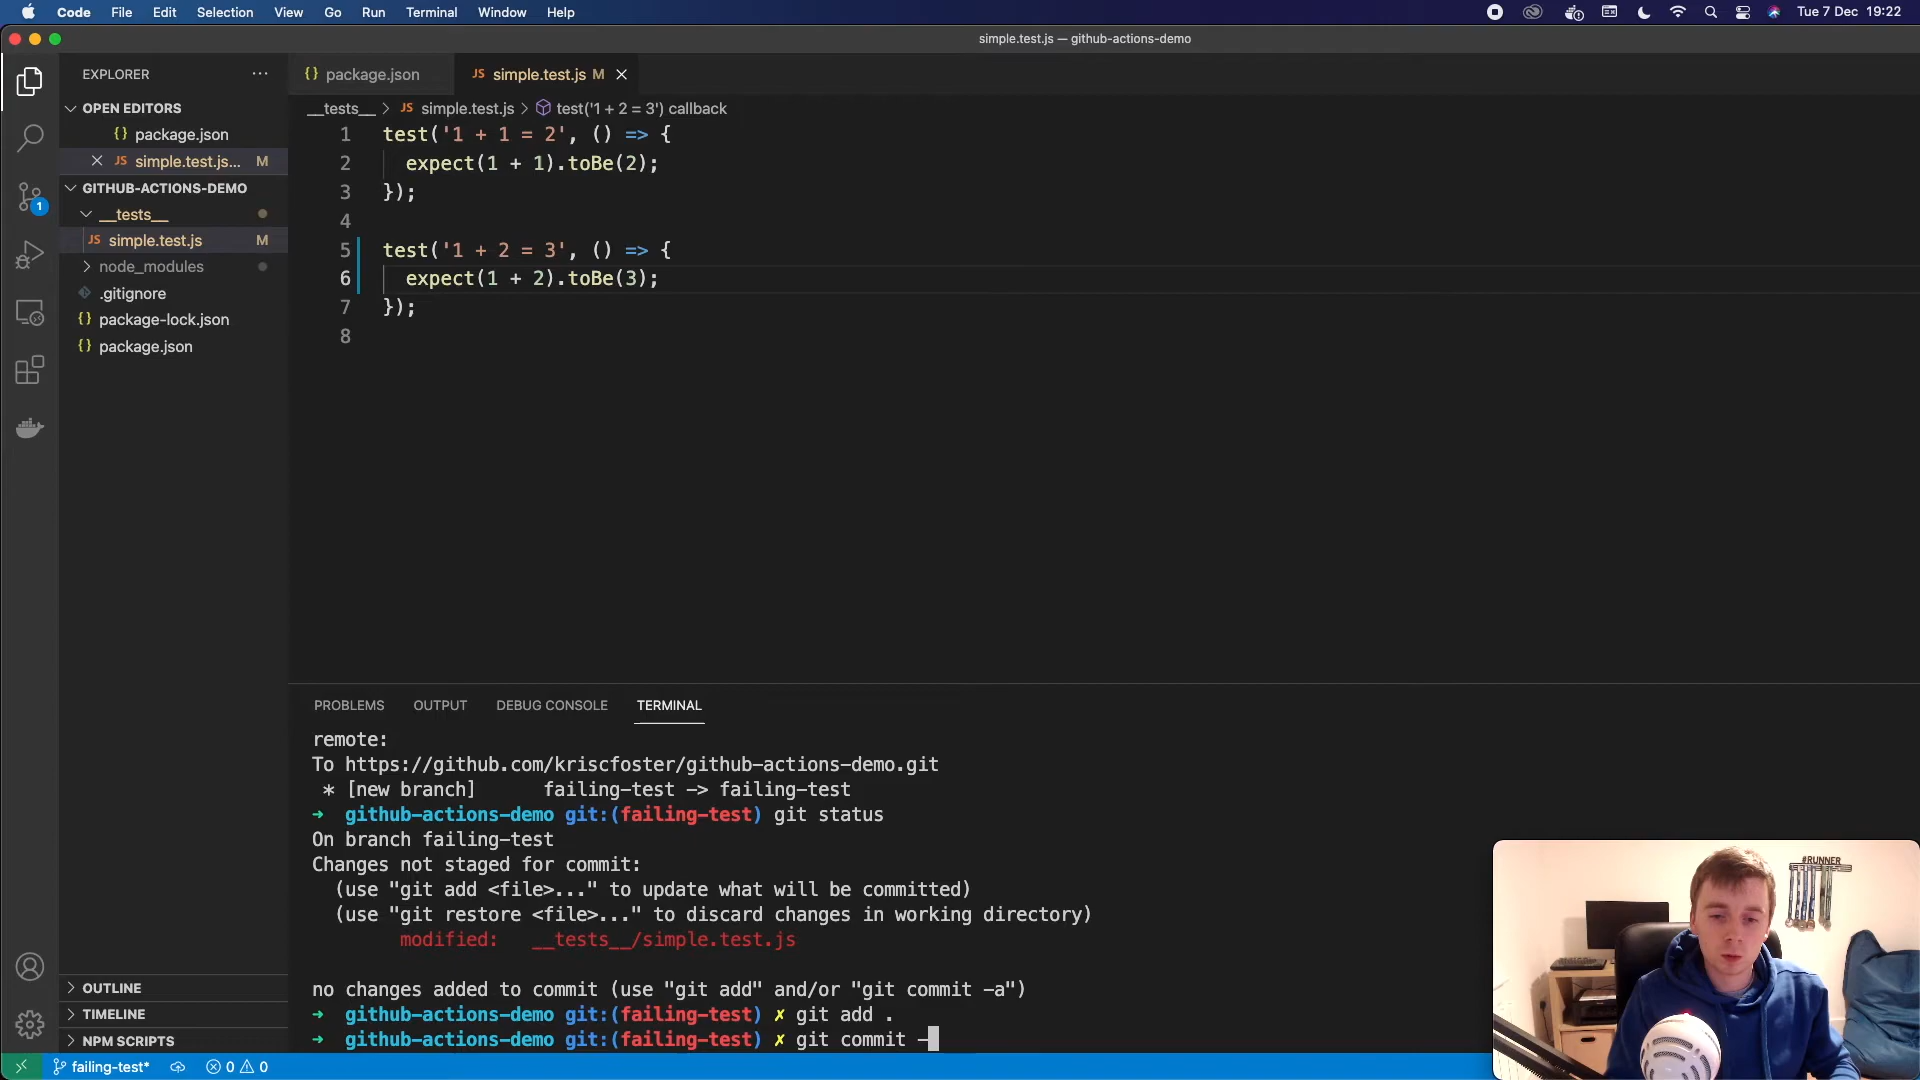 Code File Edit Selection View Go Run Terminal Window Help Tue 7 Dec 19:22
simple.test.js — github-actions-demo
EXPLORER
{} package.json JS simple.test.js M
OPEN EDITORS
__tests__ > JS simple.test.js > test('1 + 2 = 3') callback
{} package.json
JS simple.test.js... M
GITHUB-ACTIONS-DEMO
__tests__
JS simple.test.js M
node_modules
.gitignore
{} package-lock.json
{} package.json
1
1 test('1 + 1 = 2', () => {
2 expect(1 + 1).toBe(2);
3 });
4
5 test('1 + 2 = 3', () => {
6 expect(1 + 2).toBe(3);
7 });
8
PROBLEMS OUTPUT DEBUG CONSOLE TERMINAL
remote:
To https://github.com/kriscfoster/github-actions-demo.git
* [new branch] failing-test -> failing-test
➜ github-actions-demo git:(failing-test) git status
On branch failing-test
Changes not staged for commit:
(use "git add <file>..." to update what will be committed)
(use "git restore <file>..." to discard changes in working directory)
modified: __tests__/simple.test.js
no changes added to commit (use "git add" and/or "git commit -a")
➜ github-actions-demo git:(failing-test) ✗ git add .
➜ github-actions-demo git:(failing-test) ✗ git commit -
OUTLINE
TIMELINE
NPM SCRIPTS
failing-test* 0 0
#RUNNER